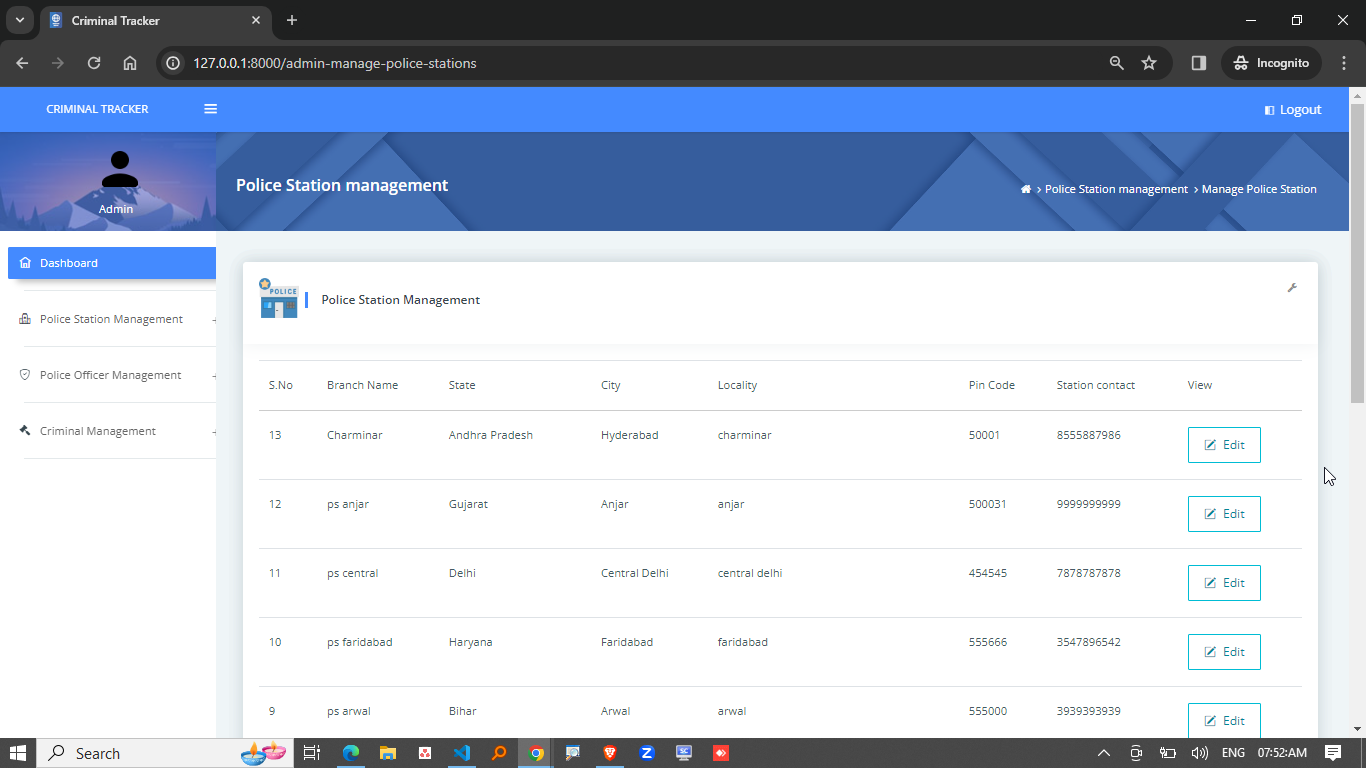 Criminal Tracker
127.0.0.1:8000/admin-manage-police-stations
Incognito
CRIMINAL TRACKER
Logout
Admin
Police Station management
Police Station management
Manage Police Station
Dashboard
Police Station Management
Police Officer Management
Criminal Management
POLICE
Police Station Management
S.No Branch Name State City Locality Pin Code Station contact View
13 Charminar Andhra Pradesh Hyderabad charminar 50001 8555887986 Edit
12 ps anjar Gujarat Anjar anjar 500031 9999999999 Edit
11 ps central Delhi Central Delhi central delhi 454545 7878787878 Edit
10 ps faridabad Haryana Faridabad faridabad 555666 3547896542 Edit
9 ps arwal Bihar Arwal arwal 555000 3939393939 Edit
Search
ENG
07:52:AM